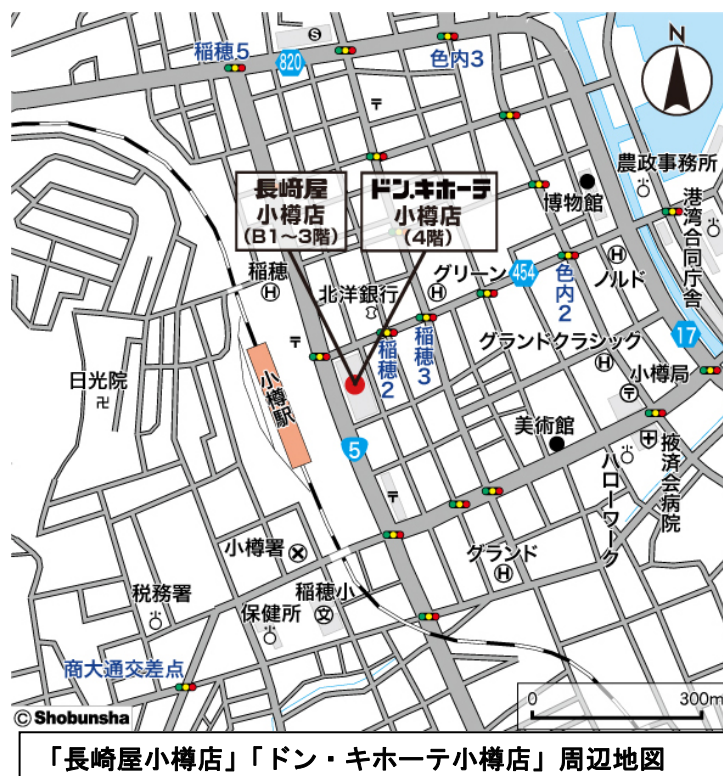 稲穂5
820
S
色内3
N
〒
農政事務所
長﨑屋
小樽店
(B1〜3階)
ドン.キホーテ
小樽店
(4階)
博物館
港湾合同庁舎
稲穂
H
北洋銀行
グリーン
H
454
色内2
H
ノルド
〒
稲穂2
稲穂3
グランドクラシック
H
17
小樽局
〒
日光院
卍
小樽駅
5
美術館
掖済会病院
ハローワーク
〒
小樽署
グランド
H
税務署
稲穂小
文
保健所
商大通交差点
0
300m
© Shobunsha
「長崎屋小樽店」「ドン・キホーテ小樽店」周辺地図